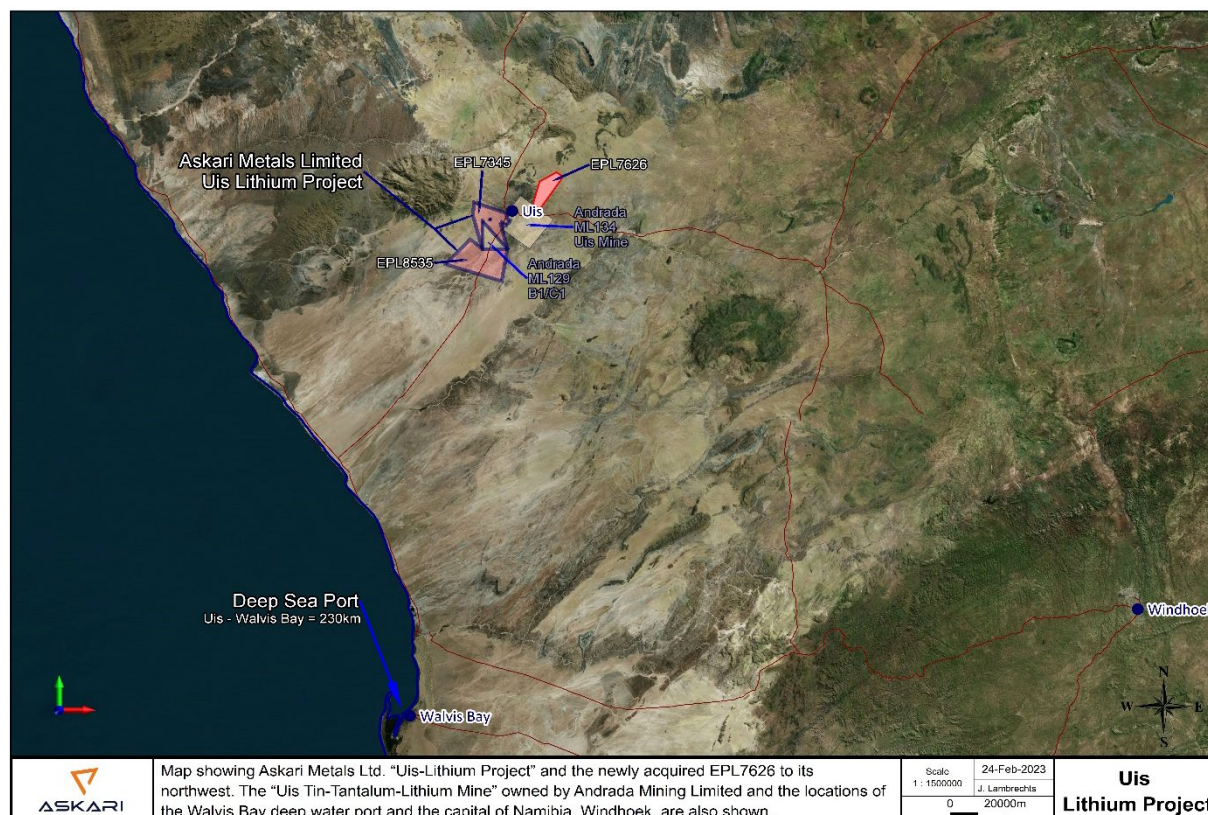 Askari Metals Limited
Uis Lithium Project
EPL7345
EPL7626
Uis
Andrada
ML134
Uis Mine
EPL8535
Andrada
ML129
B1/C1
Deep Sea Port
Uis - Walvis Bay = 230km
Windhoek
Walvis Bay
N
W E
S
ASKARI
Map showing Askari Metals Ltd. “Uis-Lithium Project” and the newly acquired EPL7626 to its
northwest. The “Uis Tin-Tantalum-Lithium Mine” owned by Andrada Mining Limited and the locations of
the Walvis Bay deep water port and the capital of Namibia, Windhoek, are also shown.
Scale
1 : 1500000
24-Feb-2023
J. Lambrechts
0 20000m
Uis
Lithium Project